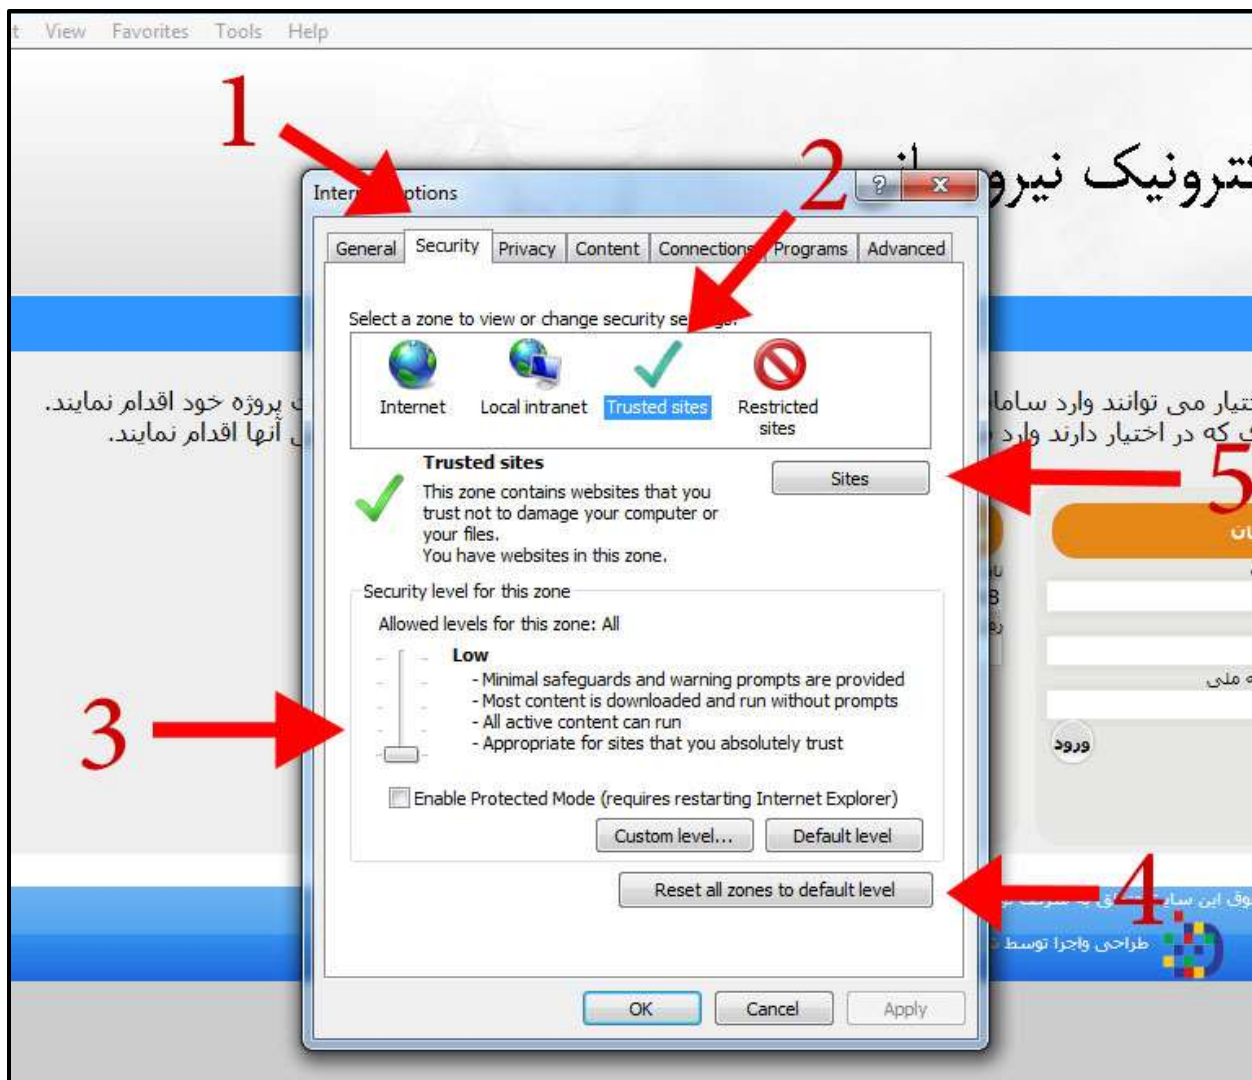 View Favorites Tools Help
1
2
کترونیک نیرو
Internet Options
General Security Privacy Content Connections Programs Advanced
Select a zone to view or change security settings.
Internet
Local intranet
Trusted sites
Restricted
sites
پروژه خود اقدام نمایند.
آنها اقدام نمایند.
می توانند وارد
که در اختیار دارند وارد
Trusted sites
Sites
5
This zone contains websites that you
trust not to damage your computer or
your files.
You have websites in this zone.
Security level for this zone
Allowed levels for this zone: All
Low
- Minimal safeguards and warning prompts are provided
- Most content is downloaded and run without prompts
- All active content can run
- Appropriate for sites that you absolutely trust
3
ملی
ورود
Enable Protected Mode (requires restarting Internet Explorer)
Custom level...
Default level
Reset all zones to default level
4
این
طراحی واجرا توسط
OK
Cancel
Apply